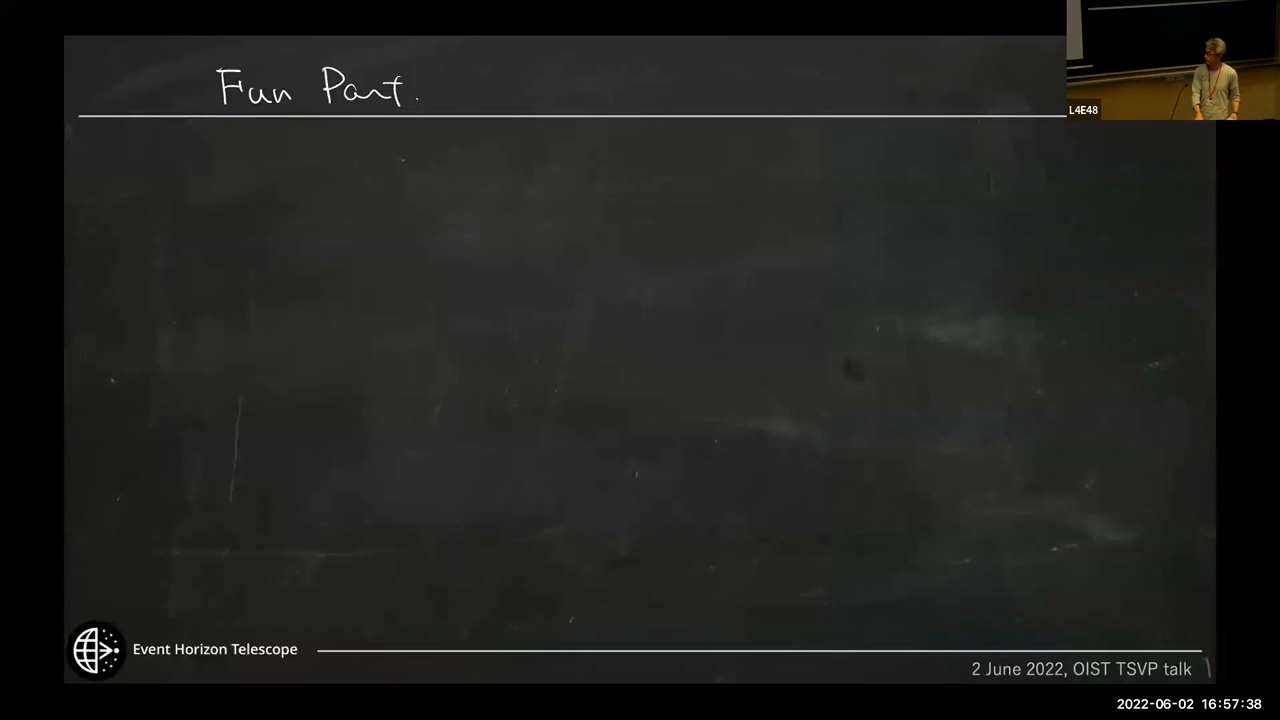 Fun Part.
L4E48
Event Horizon Telescope
2 June 2022, OIST TSVP talk
2022-06-02 16:57:38